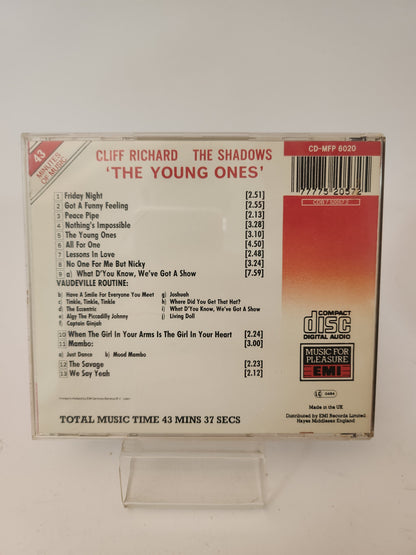 43
MINUTES
OF MUSIC
CLIFF RICHARD THE SHADOWS
'THE YOUNG ONES'
CD-MFP 6020
77775 20572
1 Friday Night [2.51]
2 Got A Funny Feeling [2.55]
3 Peace Pipe [2.13]
4 Nothing's Impossible [3.28]
5 The Young Ones [3.10]
6 All For One [4.50]
7 Lessons In Love [2.48]
8 No One For Me But Nicky [3.24]
9 a) What D'You Know, We've Got A Show [7.59]
VAUDEVILLE ROUTINE:
b) Have A Smile For Everyone You Meet
c) Tinkle, Tinkle, Tinkle
d) The Eccentric
e) Algy The Piccadilly Johnny
f) Captain Ginjah
g) Joshuah
h) Where Did You Get That Hat?
i) What D'You Know, We've Got A Show
j) Living Doll
10 When The Girl In Your Arms Is The Girl In Your Heart [2.24]
11 Mambo: [3.00]
a) Just Dance b) Mood Mambo
12 The Savage [2.23]
13 We Say Yeah [2.12]
TOTAL MUSIC TIME 43 MINS 37 SECS
COMPACT
disc
DIGITAL AUDIO
MUSIC FOR
PLEASURE
EMI
LC 0464
Made in the UK
Distributed by EMI Records Limited
Hayes Middlesex England